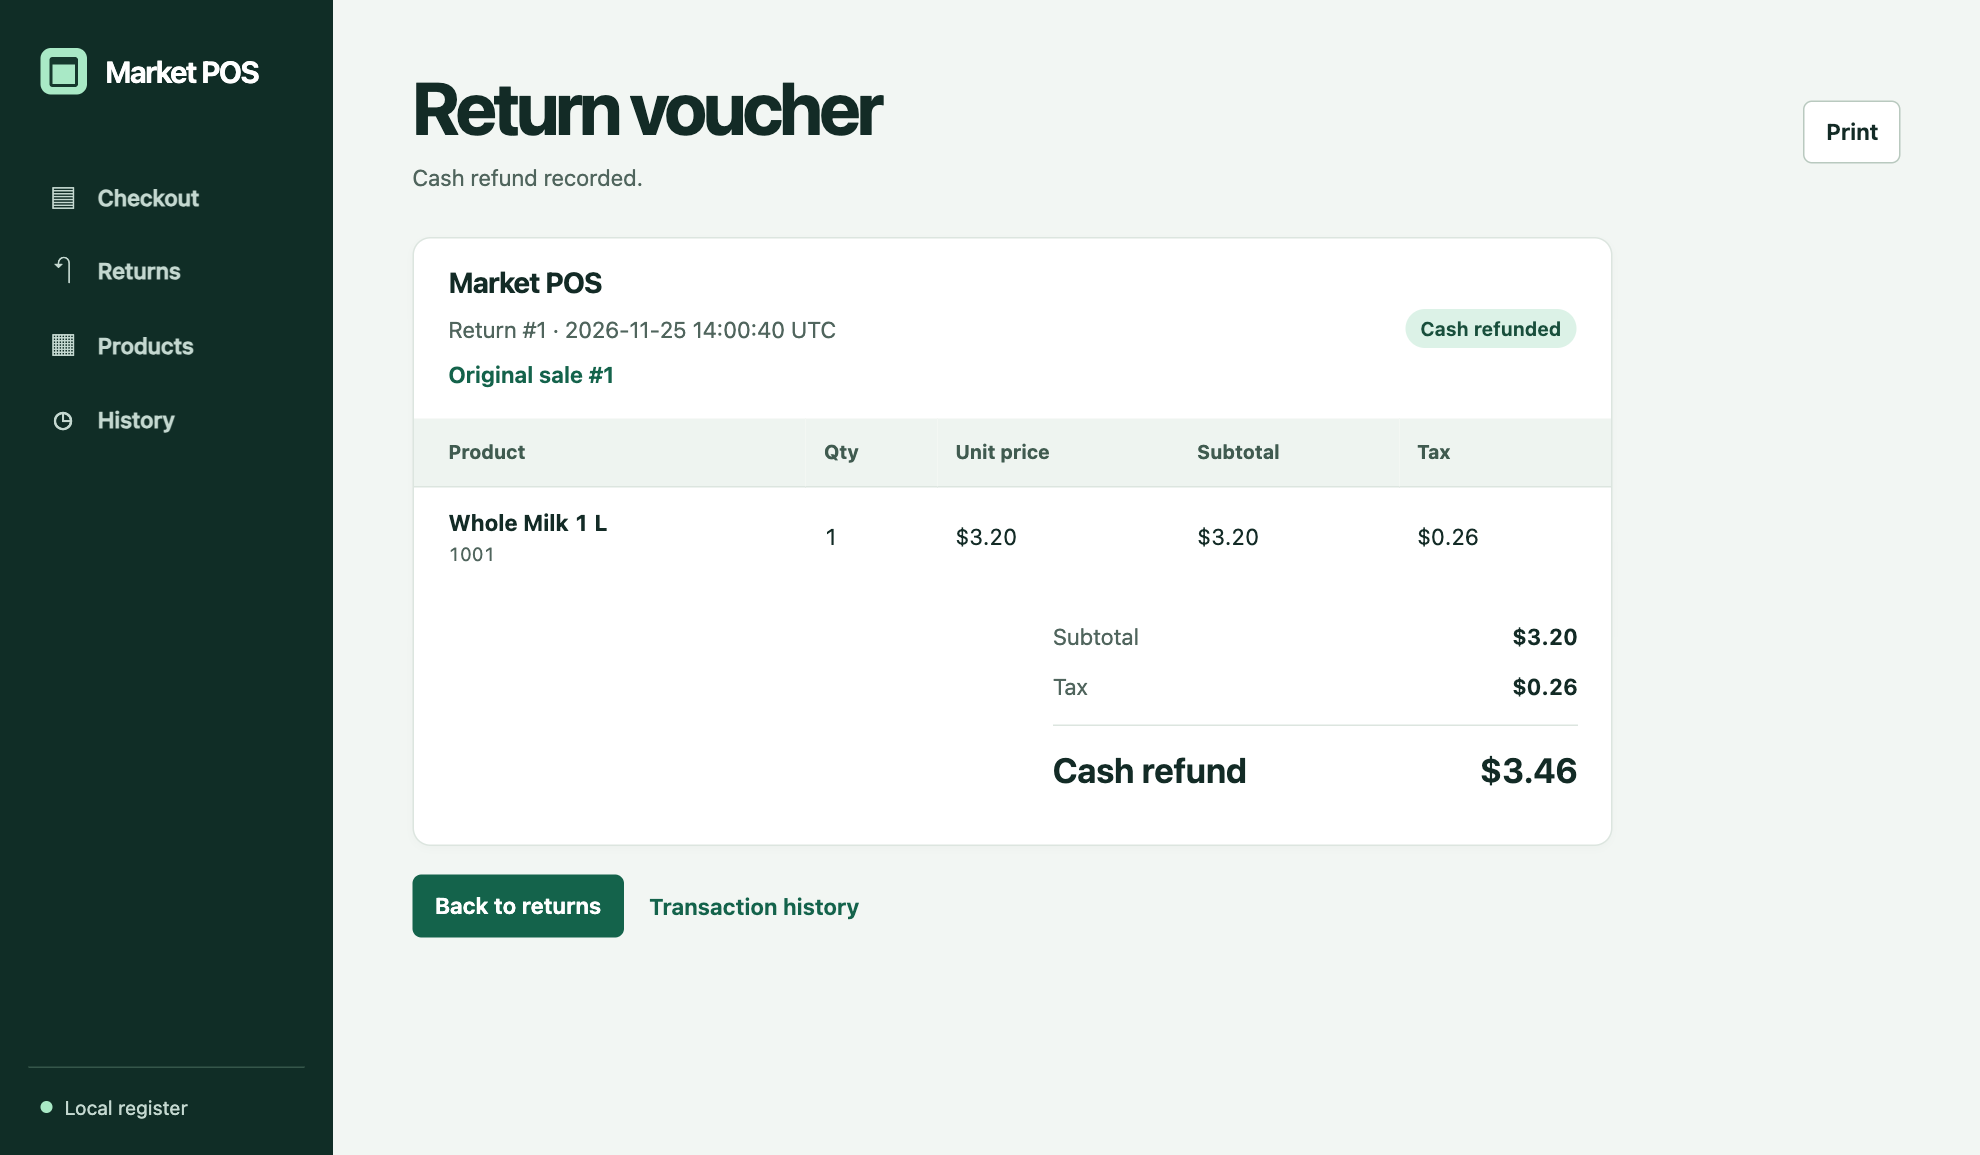 Market POS
Checkout
Returns
Products
History
Local register
Return voucher
Cash refund recorded.
Print
Market POS
Return #1 · 2026-11-25 14:00:40 UTC
Cash refunded
Original sale #1
Product Qty Unit price Subtotal Tax
Whole Milk 1 L 1 $3.20 $3.20 $0.26
1001
Subtotal $3.20
Tax $0.26
Cash refund $3.46
Back to returns Transaction history